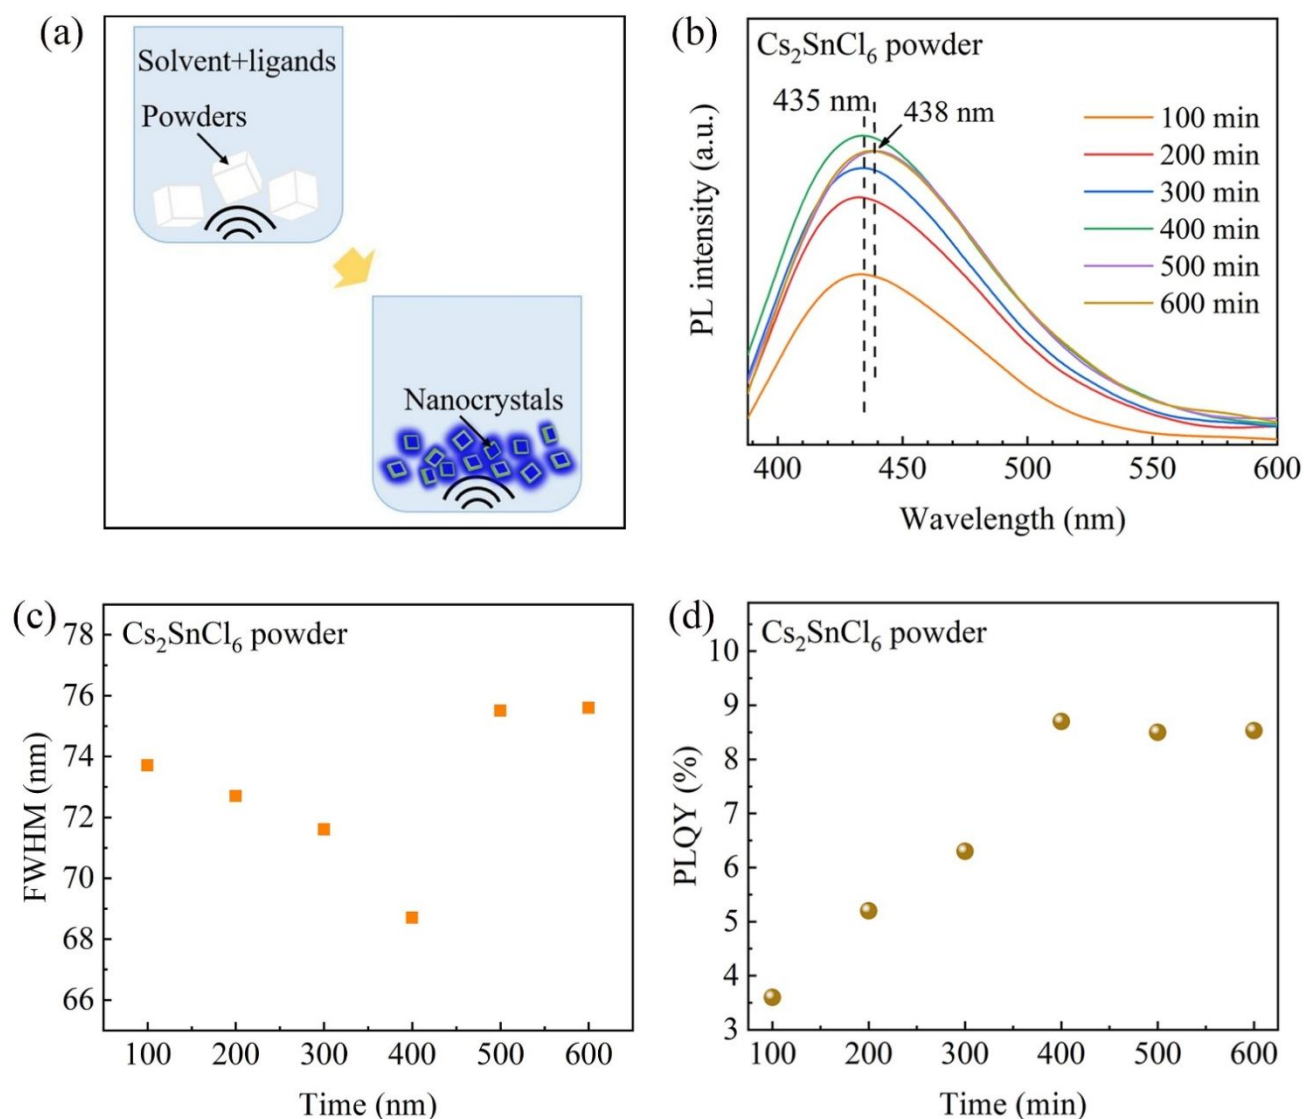 (a)
Solvent+ligands
Powders
Nanocrystals
(b)
Cs₂SnCl₆ powder
435 nm
438 nm
100 min
200 min
300 min
400 min
500 min
600 min
PL intensity (a.u.)
400 450 500 550 600
Wavelength (nm)
(c)
Cs₂SnCl₆ powder
78
76
74
72
70
68
66
FWHM (nm)
100 200 300 400 500 600
Time (nm)
(d)
Cs₂SnCl₆ powder
10
9
8
7
6
5
4
3
PLQY (%)
100 200 300 400 500 600
Time (min)